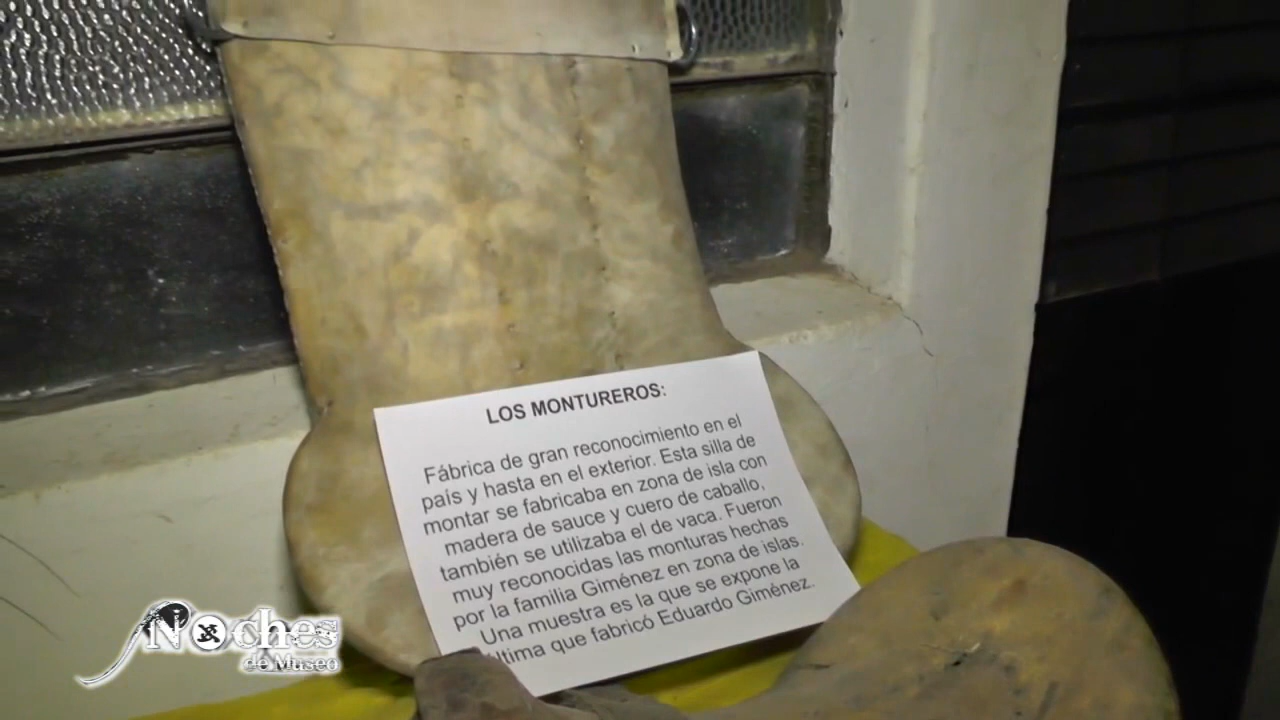 LOS MONTUREROS:
Fábrica de gran reconocimiento en el
país y hasta en el exterior. Esta silla de
montar se fabricaba en zona de isla con
madera de sauce y cuero de caballo,
también se utilizaba el de vaca. Fueron
muy reconocidas las monturas hechas
por la familia Giménez en zona de islas.
Una muestra es la que se expone la
última que fabricó Eduardo Giménez.
Noches
de Museo